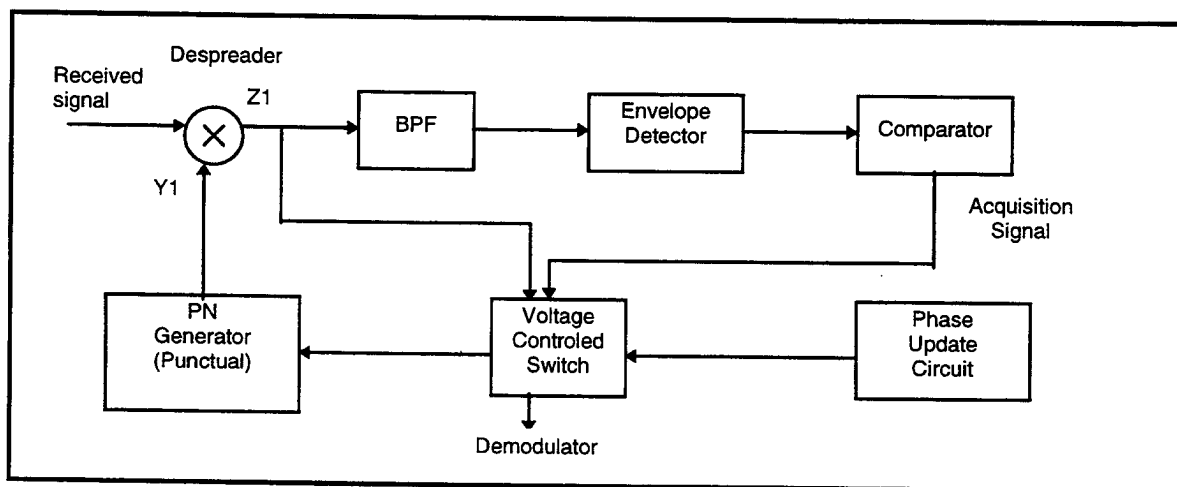 Despreader
Received
signal
Z1
BPF
Envelope
Detector
Comparator
Y1
Acquisition
Signal
PN
Generator
(Punctual)
Voltage
Controled
Switch
Phase
Update
Circuit
Demodulator